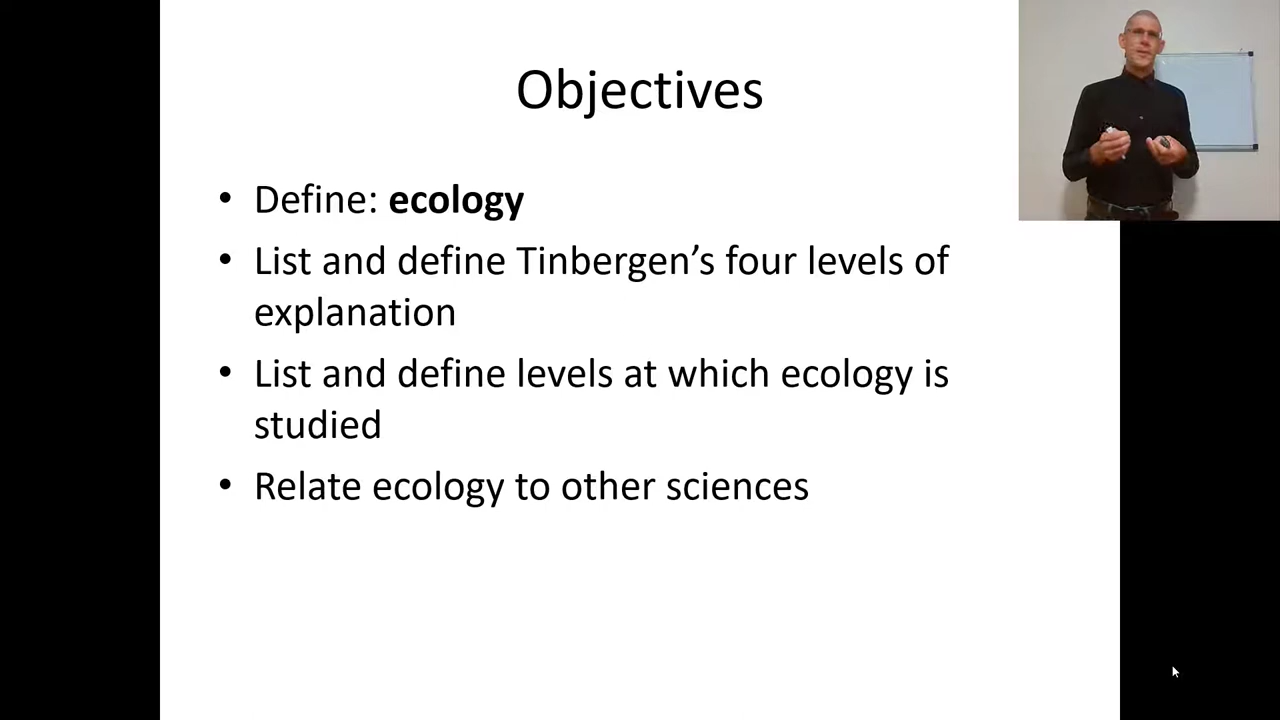 Objectives
• Define: ecology
• List and define Tinbergen’s four levels of
explanation
• List and define levels at which ecology is
studied
• Relate ecology to other sciences